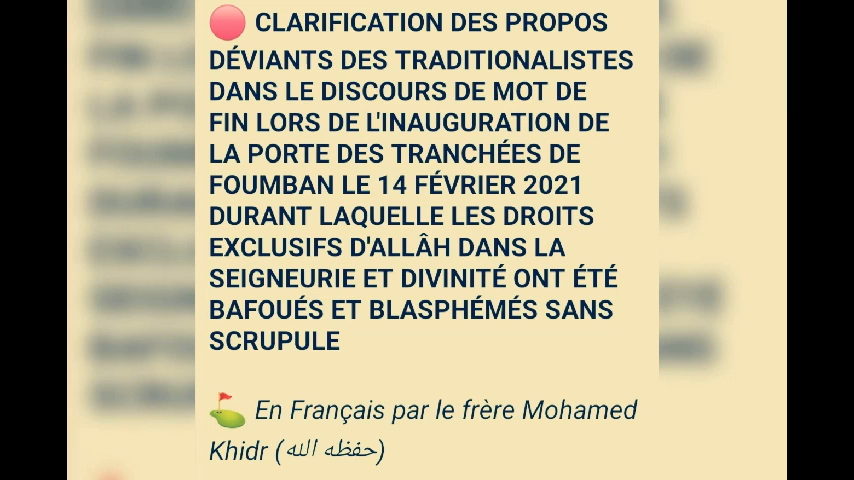 🔴 CLARIFICATION DES PROPOS
DÉVIANTS DES TRADITIONALISTES
DANS LE DISCOURS DE MOT DE
FIN LORS DE L'INAUGURATION DE
LA PORTE DES TRANCHÉES DE
FOUMBAN LE 14 FÉVRIER 2021
DURANT LAQUELLE LES DROITS
EXCLUSIFS D'ALLÂH DANS LA
SEIGNEURIE ET DIVINITÉ ONT ÉTÉ
BAFOUÉS ET BLASPHÉMÉS SANS
SCRUPULE
⛳ En Français par le frère Mohamed
Khidr (حفظه الله)